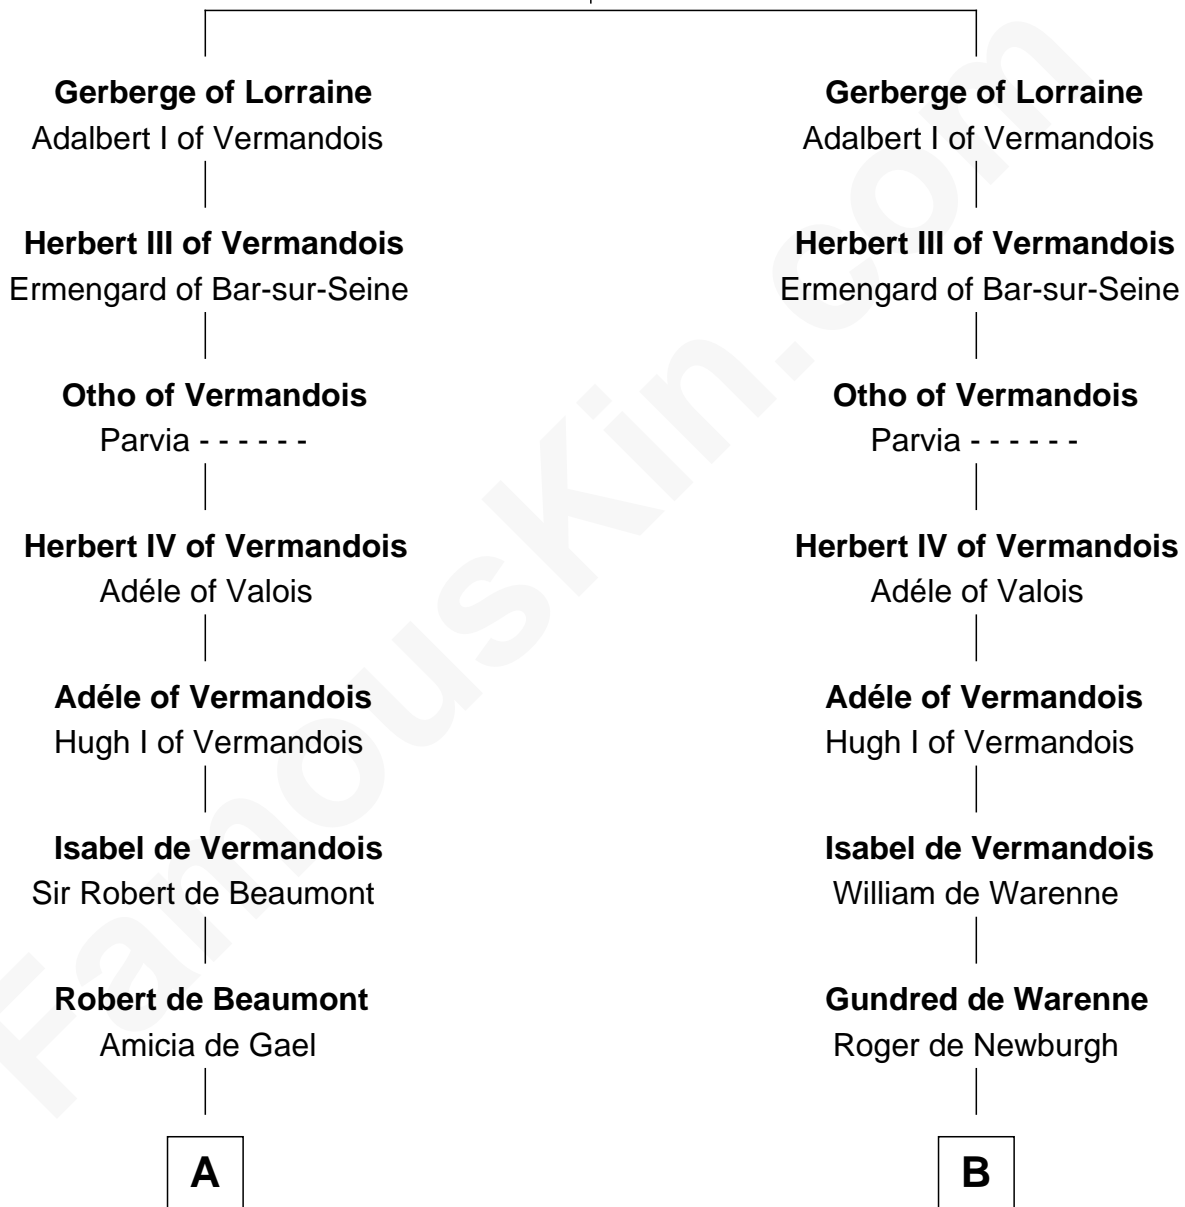 Gerberge of Lorraine
Adalbert I of Vermandois
Herbert III of Vermandois
Ermengard of Bar-sur-Seine
Otho of Vermandois
Parvia - - - - - -
Herbert IV of Vermandois
Adéle of Valois
Adéle of Vermandois
Hugh I of Vermandois
Isabel de Vermandois
Sir Robert de Beaumont
Robert de Beaumont
Amicia de Gael
A
Gerberge of Lorraine
Adalbert I of Vermandois
Herbert III of Vermandois
Ermengard of Bar-sur-Seine
Otho of Vermandois
Parvia - - - - - -
Herbert IV of Vermandois
Adéle of Valois
Adéle of Vermandois
Hugh I of Vermandois
Isabel de Vermandois
William de Warenne
Gundred de Warenne
Roger de Newburgh
B
FamousKin.com